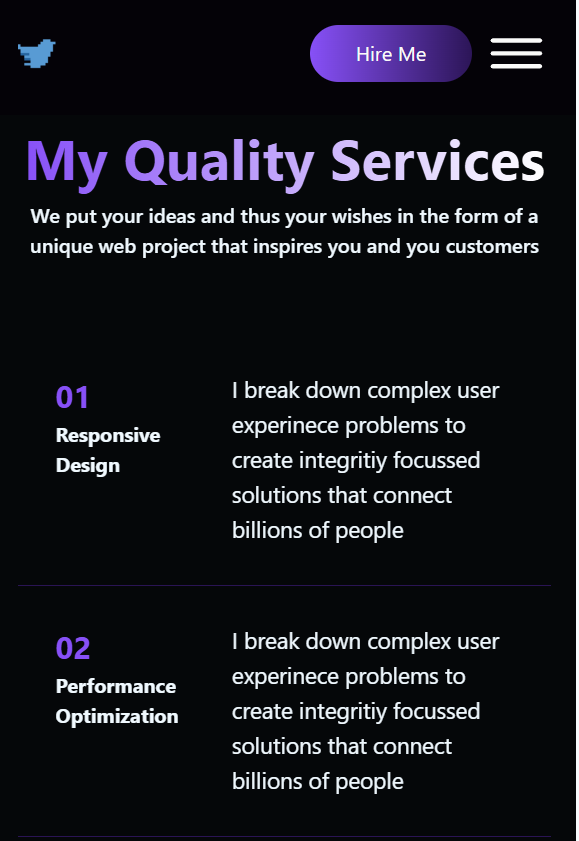 Hire Me
My Quality Services
We put your ideas and thus your wishes in the form of a
unique web project that inspires you and you customers
01
Responsive
Design
I break down complex user
experinece problems to
create integritiy focussed
solutions that connect
billions of people
02
Performance
Optimization
I break down complex user
experinece problems to
create integritiy focussed
solutions that connect
billions of people